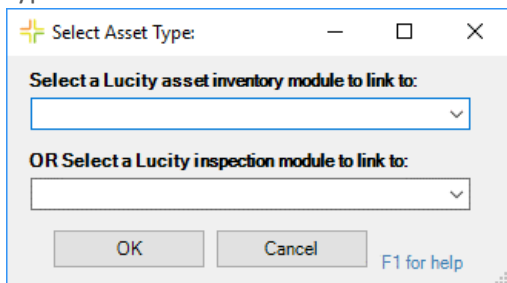 Select Asset Type:
Select a Lucity asset inventory module to link to:
OR Select a Lucity inspection module to link to:
OK Cancel F1 for help